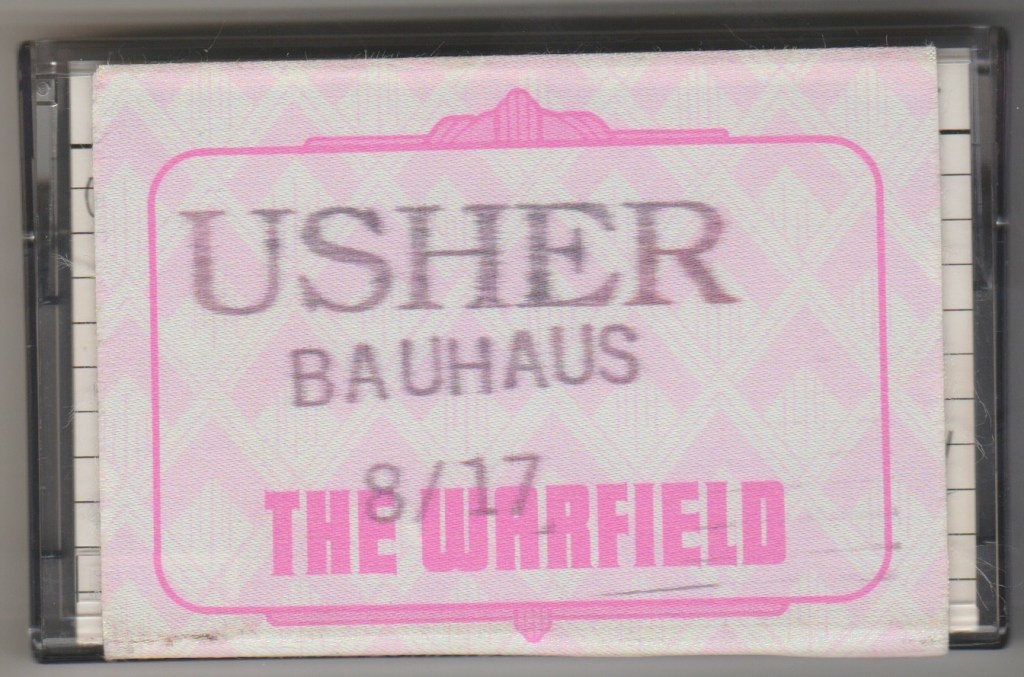 USHER
BAUHAUS
8/17
THE WARFIELD